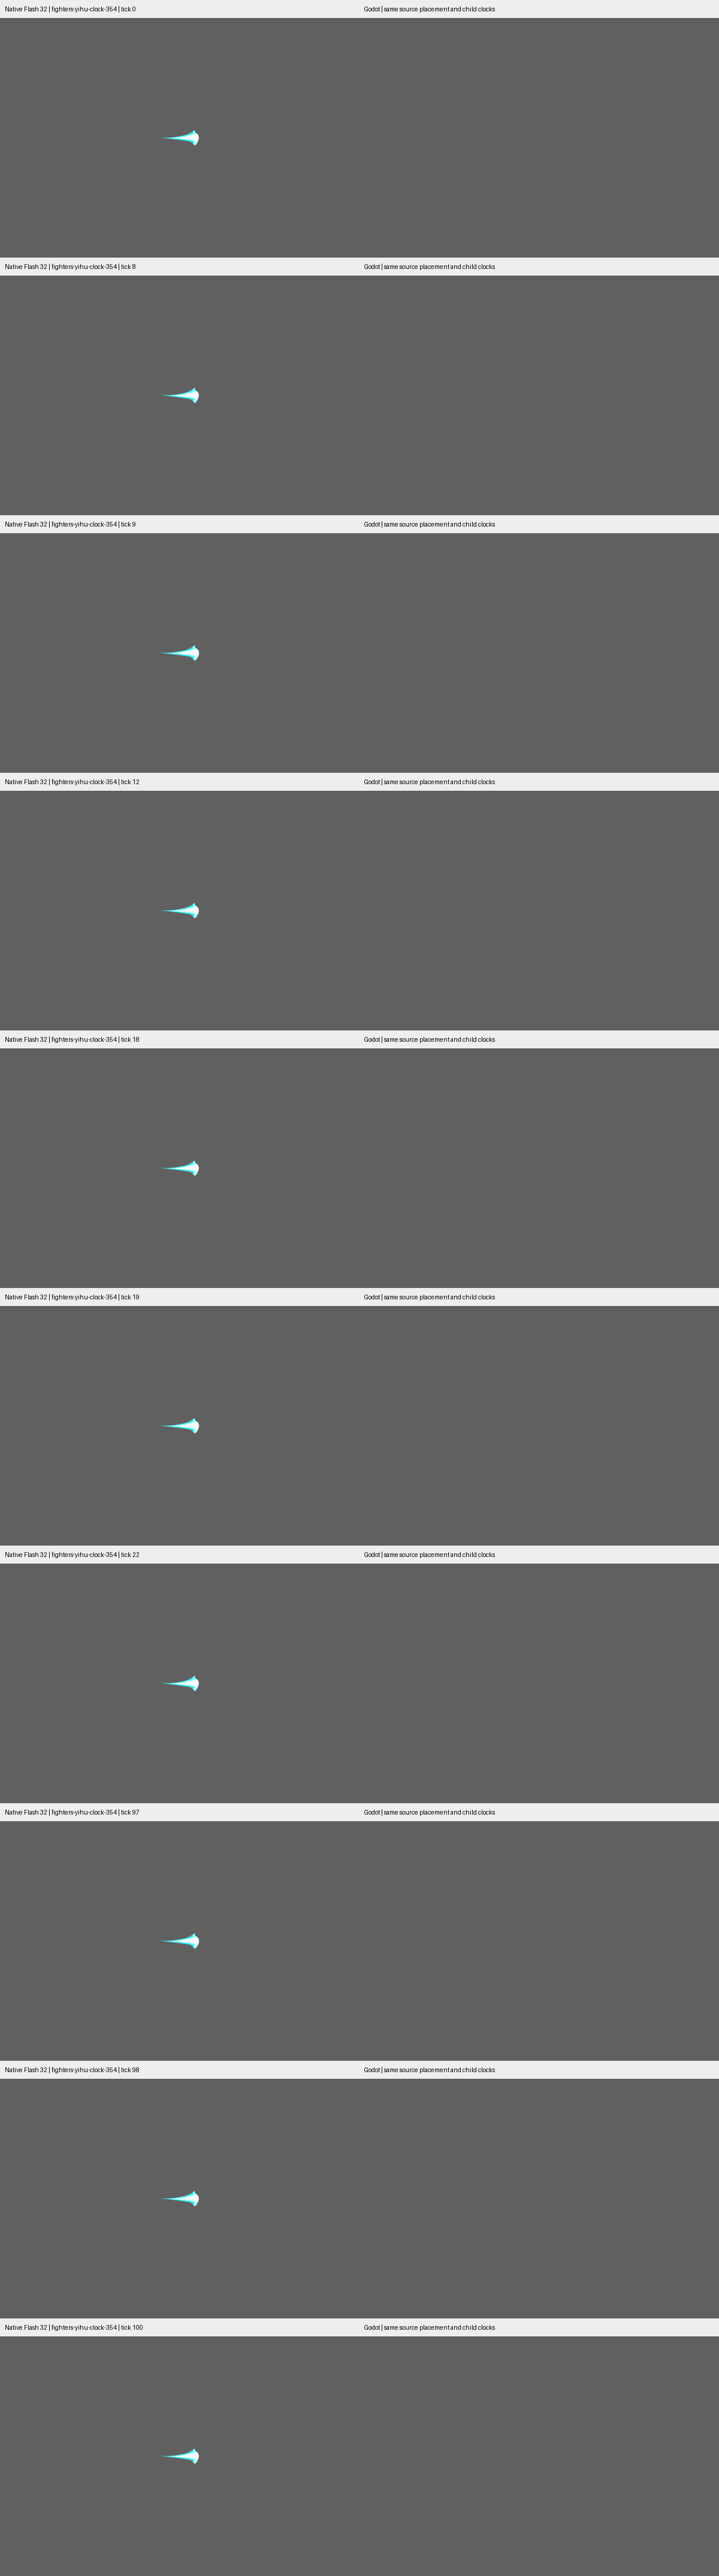 Native Flash 32 | fighters-yihu-clock-354 | tick 0
Godot | same source placement and child clocks
Native Flash 32 | fighters-yihu-clock-354 | tick 8
Godot | same source placement and child clocks
Native Flash 32 | fighters-yihu-clock-354 | tick 9
Godot | same source placement and child clocks
Native Flash 32 | fighters-yihu-clock-354 | tick 12
Godot | same source placement and child clocks
Native Flash 32 | fighters-yihu-clock-354 | tick 18
Godot | same source placement and child clocks
Native Flash 32 | fighters-yihu-clock-354 | tick 19
Godot | same source placement and child clocks
Native Flash 32 | fighters-yihu-clock-354 | tick 22
Godot | same source placement and child clocks
Native Flash 32 | fighters-yihu-clock-354 | tick 97
Godot | same source placement and child clocks
Native Flash 32 | fighters-yihu-clock-354 | tick 98
Godot | same source placement and child clocks
Native Flash 32 | fighters-yihu-clock-354 | tick 100
Godot | same source placement and child clocks